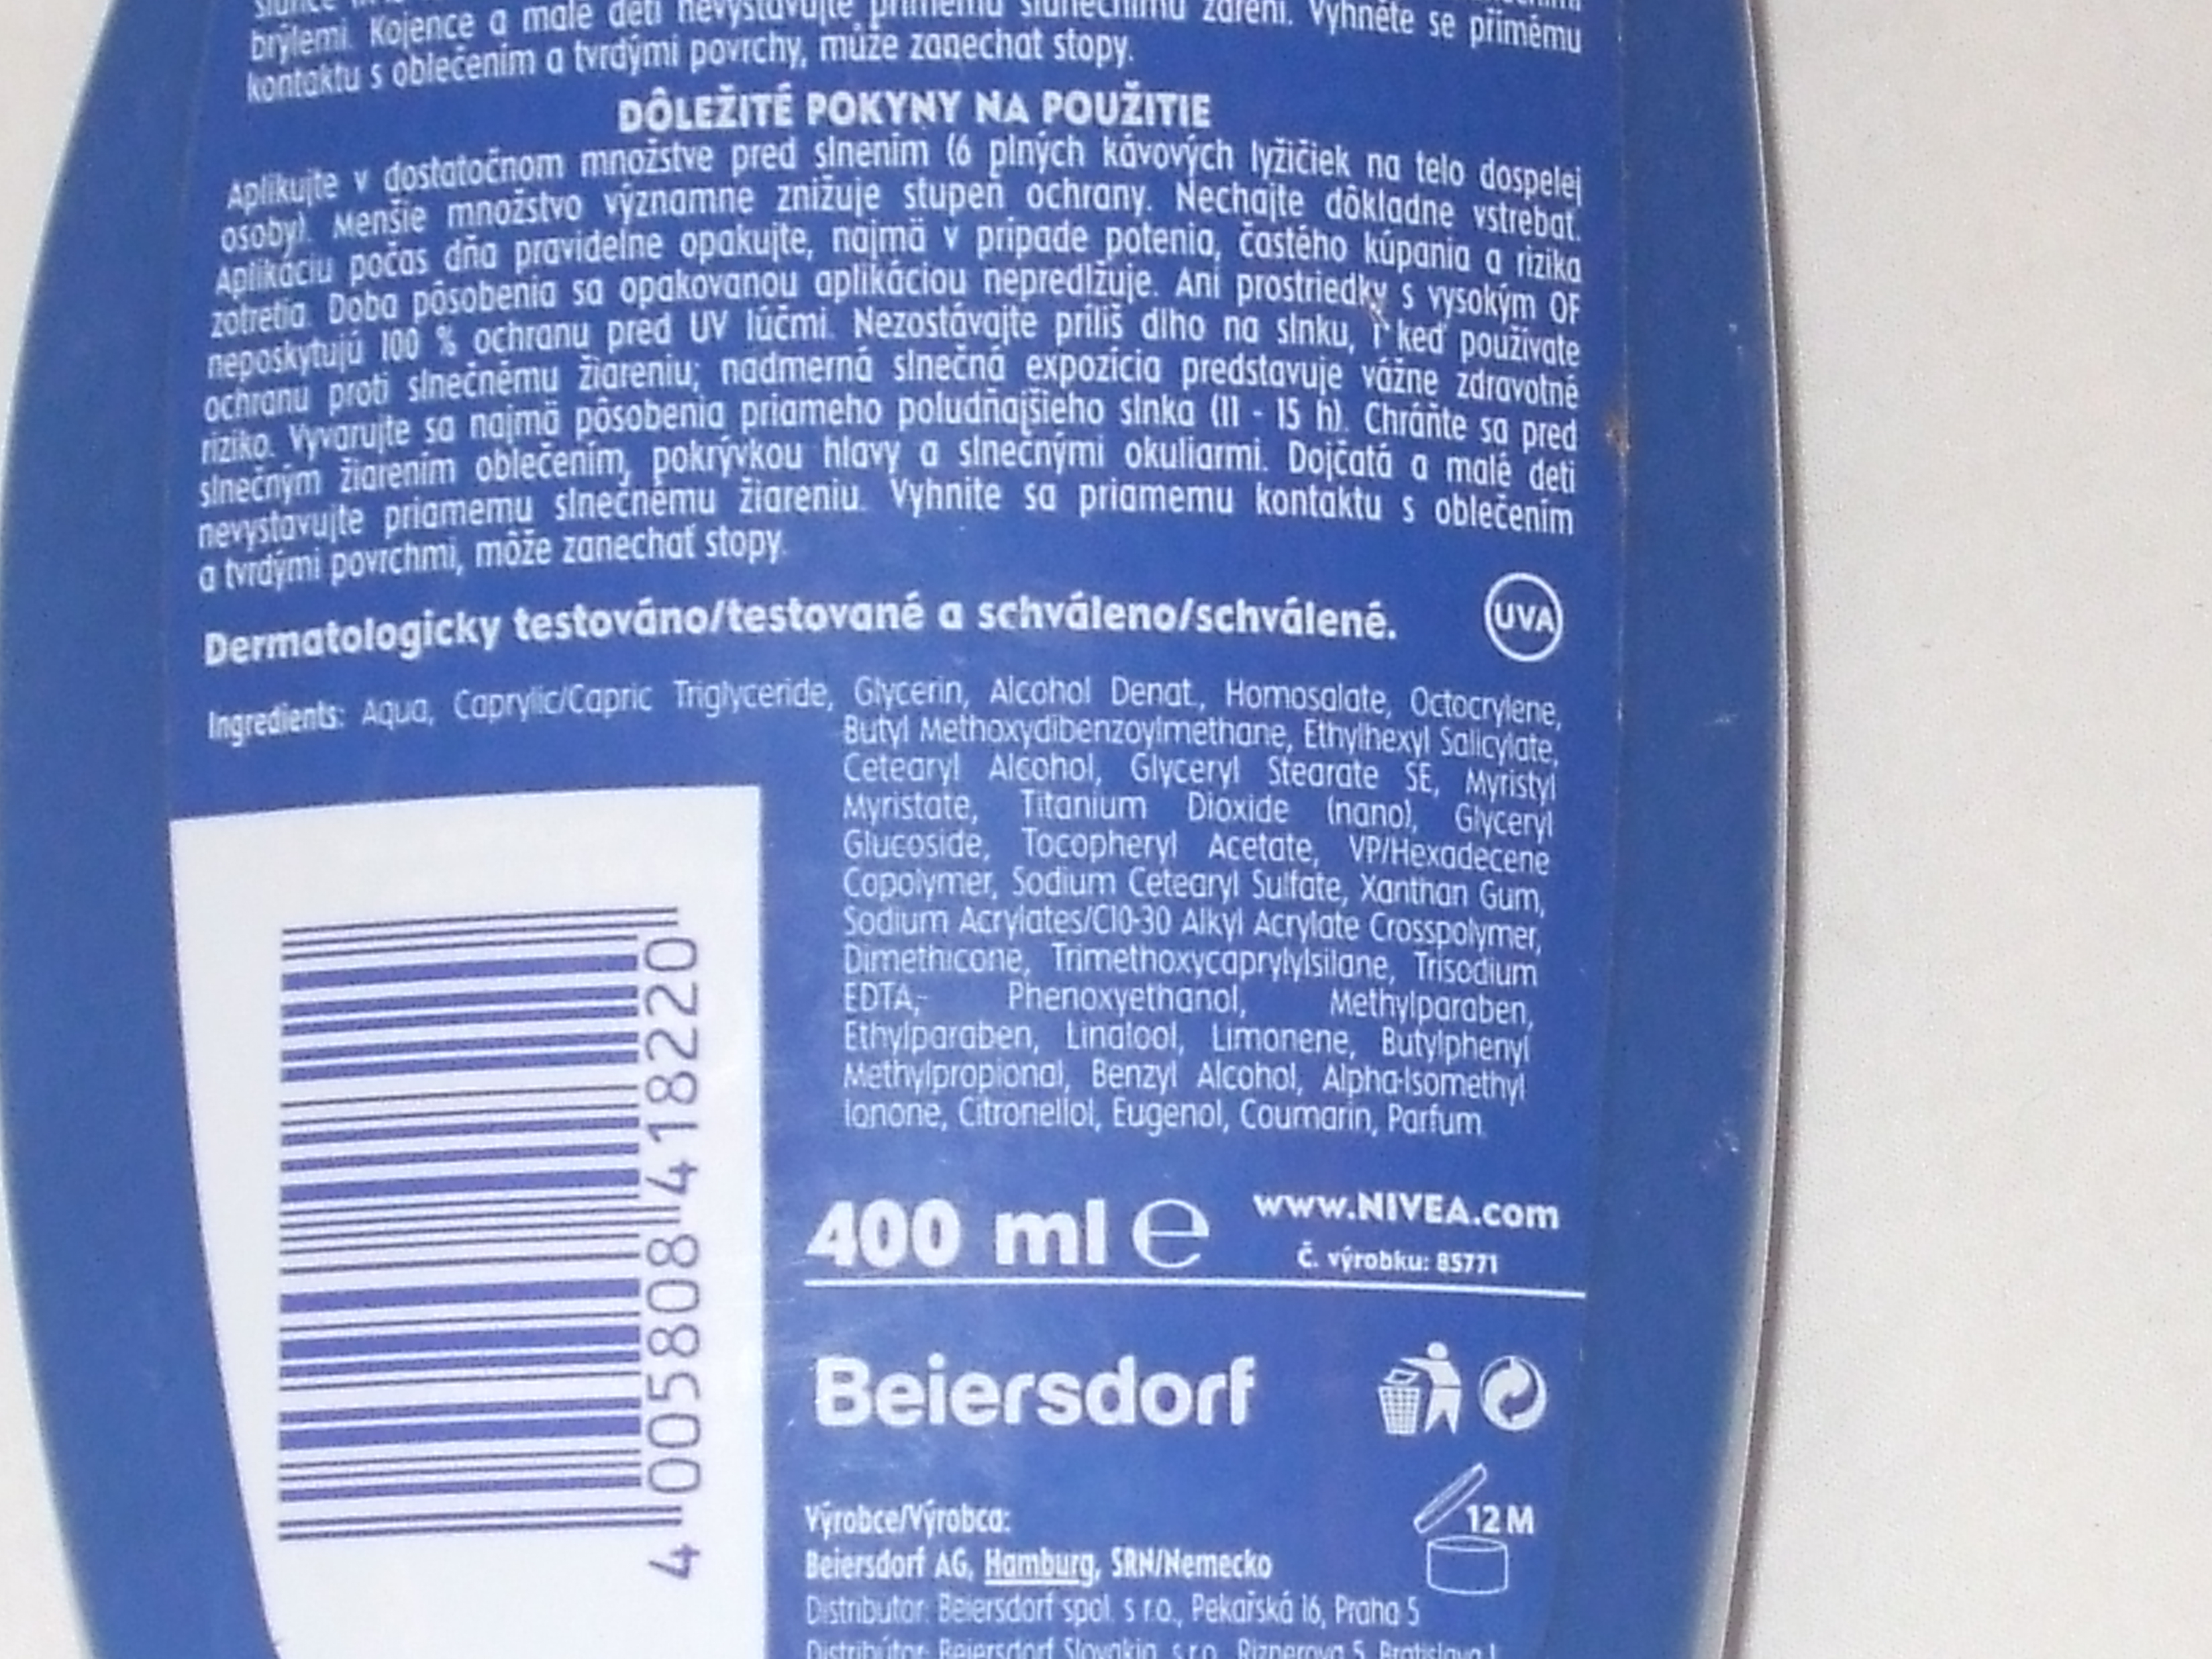 brýlemi. Kojence a malé děti nevystavujte přímému slunečnímu záření. Vyhněte se přímému
kontaktu s oblečením a tvrdými povrchy, může zanechat stopy.
DÔLEŽITÉ POKYNY NA POUŽITIE
Aplikujte v dostatočnom množstve pred slnením (6 plných kávových lyžičiek na telo dospelej
osoby). Menšie množstvo významne znižuje stupeň ochrany. Nechajte dôkladne vstrebať.
Aplikáciu počas dňa pravidelne opakujte, najmä v prípade potenia, častého kúpania a rizika
zotretia. Doba pôsobenia sa opakovanou aplikáciou nepredlžuje. Ani prostriedky s vysokým OF
neposkytujú 100 % ochranu pred UV lúčmi. Nezostávajte príliš dlho na slnku, i keď používate
ochranu proti slnečnému žiareniu; nadmerná slnečná expozícia predstavuje vážne zdravotné
riziko. Vyvarujte sa najmä pôsobenia priameho poludňajšieho slnka (11 - 15 h). Chráňte sa pred
slnečným žiarením oblečením, pokrývkou hlavy a slnečnými okuliarmi. Dojčatá a malé deti
nevystavujte priamemu slnečnému žiareniu. Vyhnite sa priamemu kontaktu s oblečením
a tvrdými povrchmi, môže zanechať stopy.
Dermatologicky testováno/testované a schváleno/schválené.
UVA
Ingredients: Aqua, Caprylic/Capric Triglyceride, Glycerin, Alcohol Denat., Homosalate, Octocrylene,
Butyl Methoxydibenzoylmethane, Ethylhexyl Salicylate,
Cetearyl Alcohol, Glyceryl Stearate SE, Myristyl
Myristate, Titanium Dioxide (nano), Glyceryl
Glucoside, Tocopheryl Acetate, VP/Hexadecene
Copolymer, Sodium Cetearyl Sulfate, Xanthan Gum,
Sodium Acrylates/C10-30 Alkyl Acrylate Crosspolymer,
Dimethicone, Trimethoxycaprylylsilane, Trisodium
EDTA, Phenoxyethanol, Methylparaben,
Ethylparaben, Linalool, Limonene, Butylphenyl
Methylpropional, Benzyl Alcohol, Alpha-Isomethyl
Ionone, Citronellol, Eugenol, Coumarin, Parfum.
4 005808 418220
400 ml e
www.NIVEA.com
Č. výrobku: 85771
Beiersdorf
12 M
Výrobce/Výrobca:
Beiersdorf AG, Hamburg, SRN/Nemecko
Distributor: Beiersdorf spol. s r.o., Pekařská 16, Praha 5
Distribútor: Beiersdorf Slovakia, s.r.o., Riznerova 5, Bratislava 1